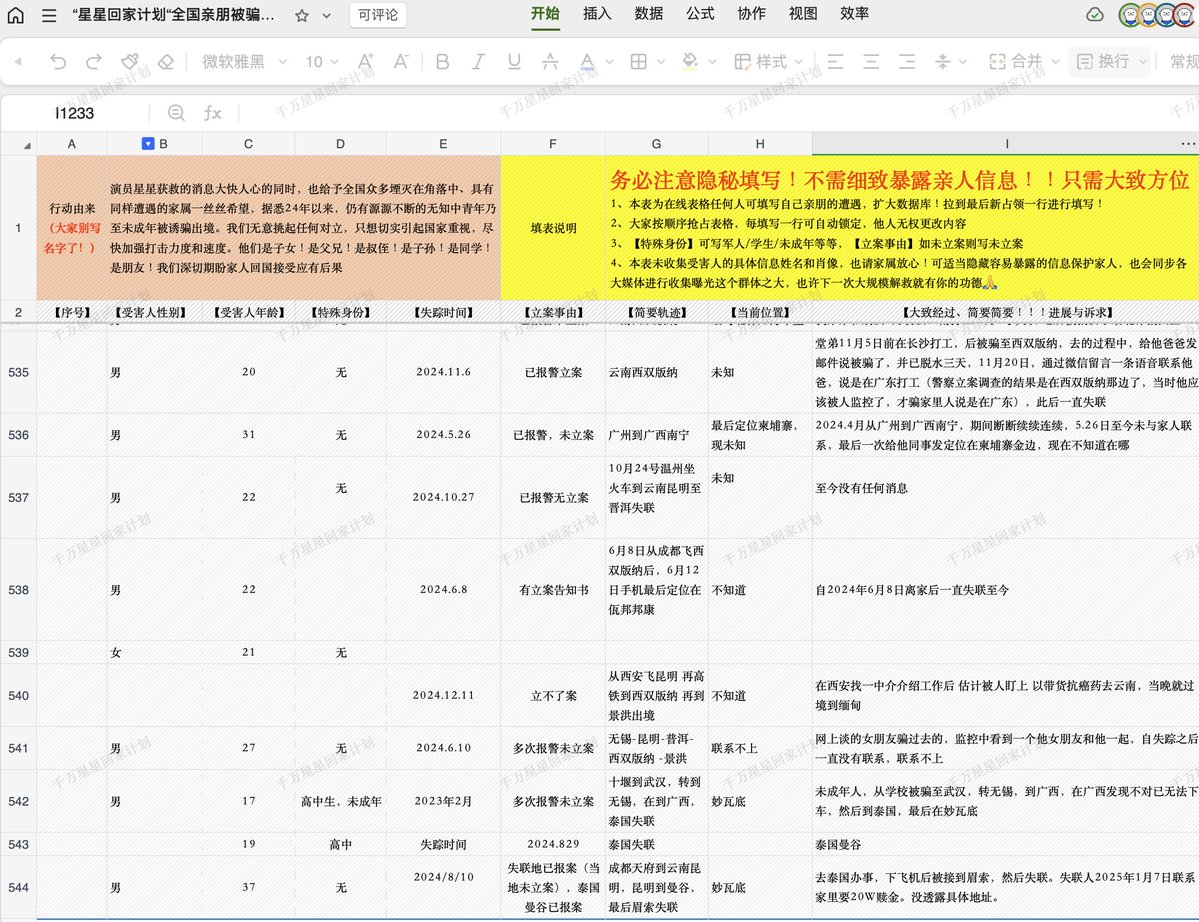 “星星回家计划“全国亲朋被骗...
可评论
开始 插入 数据 公式 协作 视图 效率
微软雅黑 10 A+ A- B I U A A 样式 合并 换行 常规
I1233 fx
A B C D E F G H I
1
行动由来
（大家别写名字了！）
演员星星获救的消息大快人心的同时，也给予全国众多堙灭在角落中、具有
同样遭遇的家属一丝丝希望，据悉24年以来，仍有源源不断的无知中青年乃
至未成年被诱骗出境。我们无意挑起任何对立，只想切实引起国家重视，尽
快加强打击力度和速度。他们是子女！是父兄！是叔侄！是子孙！是同学！
是朋友！我们深切期盼家人回国接受应有后果
填表说明
务必注意隐秘填写！不需细致暴露亲人信息！！只需大致方位
1、本表为在线表格任何人可填写自己亲朋的遭遇，扩大数据库！拉到最后新占领一行进行填写！
2、大家按顺序抢占表格，每填写一行可自动锁定，他人无权更改内容
3、【特殊身份】可写军人/学生/未成年等等，【立案事由】如未立案则写未立案
4、本表未收集受害人的具体信息姓名和肖像，也请家属放心！可适当隐藏容易暴露的信息保护家人，也会同步各
大媒体进行收集曝光这个群体之大，也许下一次大规模解救就有你的功德🙏
2 【序号】 【受害人性别】 【受害人年龄】 【特殊身份】 【失踪时间】 【立案事由】 【简要轨迹】 【当前位置】 【大致经过、简要简要！！！进展与诉求】
535 男 20 无 2024.11.6 已报警立案 云南西双版纳 未知
堂弟11月5日前在长沙打工，后被骗至西双版纳，去的过程中，给他爸爸发
邮件说被骗了，并已脱水三天，11月20日，通过微信留言一条语音联系他
爸，说是在广东打工（警察立案调查的结果是在西双版纳那边了，当时他应
该被人监控了，才骗家里人说是在广东），此后一直失联
536 男 31 无 2024.5.26 已报警，未立案 广州到广西南宁
最后定位柬埔寨，
现未知
2024.4月从广州到广西南宁，期间断断续续连续，5.26日至今未与家人联
系，最后一次给他同事发定位在柬埔寨金边，现在不知道在哪
537 男 22 无 2024.10.27 已报警无立案
10月24号温州坐
火车到云南昆明至
普洱失联
未知
至今没有任何消息
538 男 22 2024.6.8 有立案告知书
6月8日从成都飞西
双版纳后，6月12
日手机最后定位在
佤邦邦康
不知道
自2024年6月8日离家后一直失联至今
539 女 21 无
540 2024.12.11 立不了案
从西安飞昆明 再高
铁到西双版纳 再到
景洪出境
不知道
在西安找一中介介绍工作后 估计被人盯上 以带货抗癌药去云南，当晚就过
境到缅甸
541 男 27 无 2024.6.10 多次报警未立案
无锡-昆明-普洱-
西双版纳 -景洪
联系不上
网上谈的女朋友骗过去的，监控中看到一个他女朋友和他一起，自失踪之后
一直没有联系，联系不上
542 男 17 高中生，未成年 2023年2月 多次报警未立案
十堰到武汉，转到
无锡，在到广西，
泰国失联
妙瓦底
未成年人，从学校被骗至武汉，转无锡，到广西，在广西发现不对已无法下
车，然后到泰国，最后在妙瓦底
543 19 高中 失踪时间 2024.829 泰国失联 泰国曼谷
544 男 37 无 2024/8/10
失联地已报案（当
地未立案），泰国
曼谷已报案
成都天府到云南昆
明，昆明到曼谷，
最后眉索失联
妙瓦底
去泰国办事，下飞机后被接到眉索，然后失联。失联人2025年1月7日联系
家里要20W赎金。没透露具体地址。
千万星星回家计划